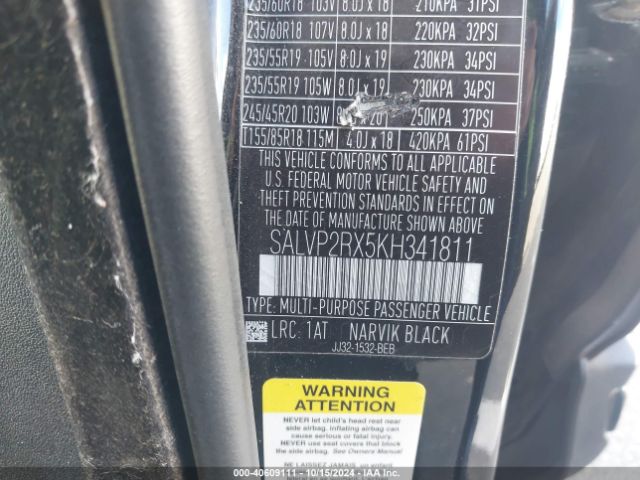 235/60R18 103V 8.0J x 18 210KPA 31PSI
235/60R18 107V 8.0J x 18 220KPA 32PSI
235/55R19 105V 8.0J x 19 230KPA 34PSI
235/55R19 105W 8.0J x 19 230KPA 34PSI
245/45R20 103W 20 250KPA 37PSI
T155/85R18 115M 4.0J x 18 420KPA 61PSI
THIS VEHICLE CONFORMS TO ALL APPLICABLE
U.S. FEDERAL MOTOR VEHICLE SAFETY AND
THEFT PREVENTION STANDARDS IN EFFECT ON
THE DATE OF MANUFACTURE SHOWN ABOVE
SALVP2RX5KH341811
TYPE: MULTI-PURPOSE PASSENGER VEHICLE
LRC: 1AT NARVIK BLACK
JJ32-1532-BEB
WARNING
ATTENTION
NEVER let child's head rest near
side airbag. Inflating airbag can
cause serious or fatal injury.
NEVER use seat covers that block
the side airbag. See Owners Manual
NE LAISSEZ JAMAIS
000-40609111 - 10/15/2024 - IAAI.com